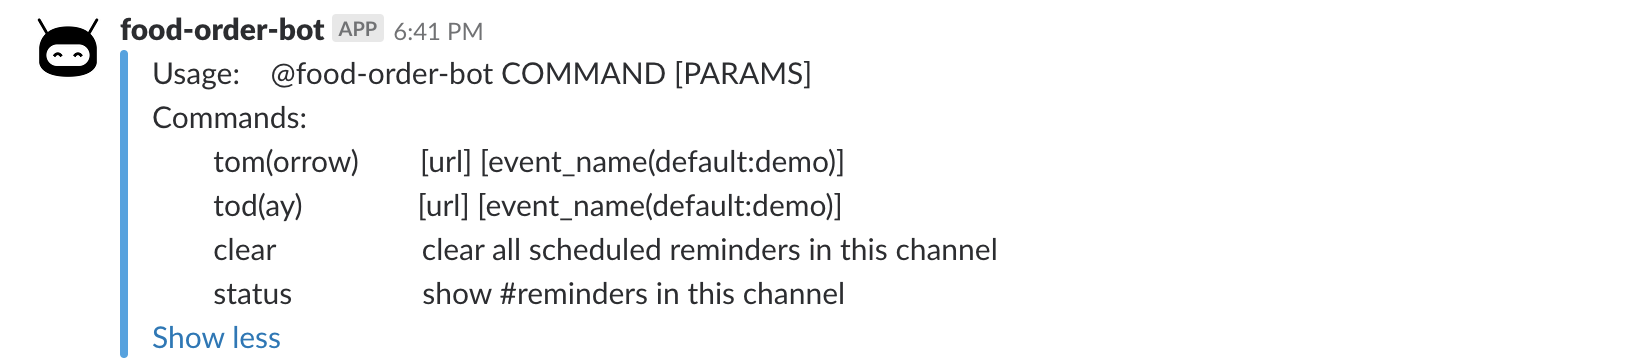 food-order-bot APP 6:41 PM
Usage: @food-order-bot COMMAND [PARAMS]
Commands:
tom(orrow) [url] [event_name(default:demo)]
tod(ay) [url] [event_name(default:demo)]
clear clear all scheduled reminders in this channel
status show #reminders in this channel
Show less